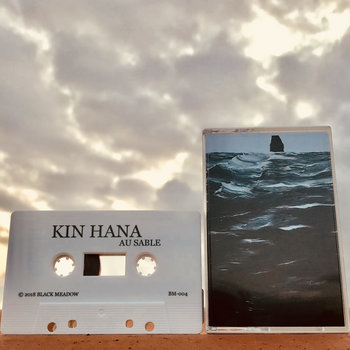 KIN HANA
AU SABLE
© 2018 BLACK MEADOW
BM-004